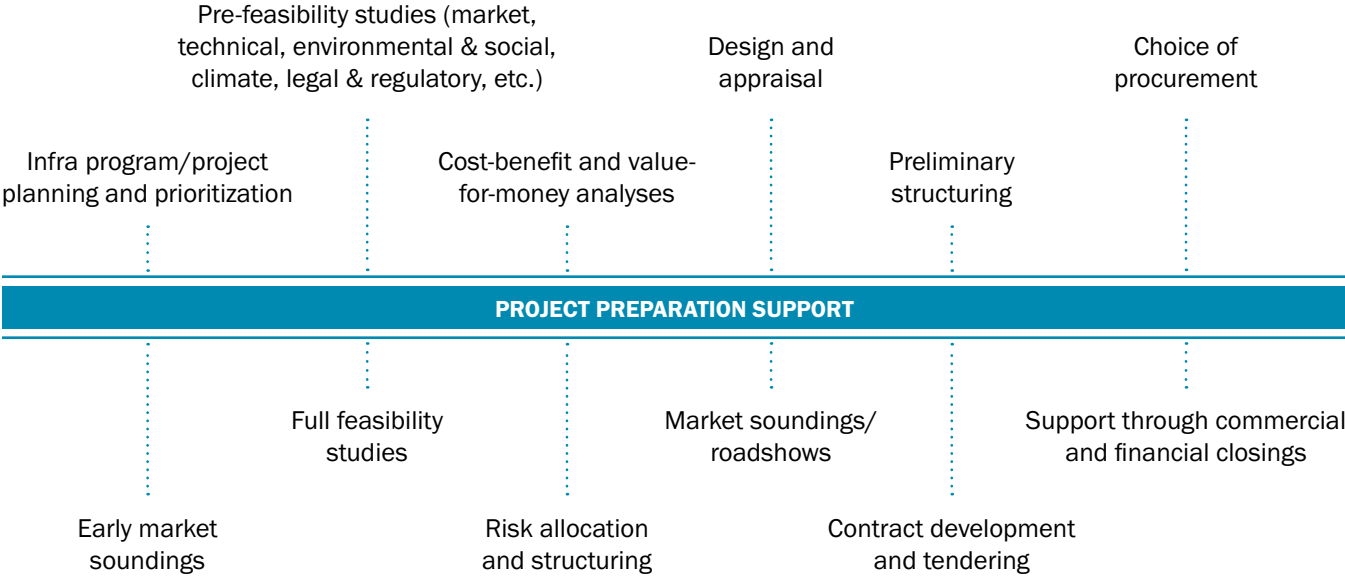 Pre-feasibility studies (market,
technical, environmental & social,
climate, legal & regulatory, etc.)
Design and
appraisal
Choice of
procurement
Infra program/project
planning and prioritization
Cost-benefit and value-
for-money analyses
Preliminary
structuring
PROJECT PREPARATION SUPPORT
Full feasibility
studies
Market soundings/
roadshows
Support through commercial
and financial closings
Early market
soundings
Risk allocation
and structuring
Contract development
and tendering